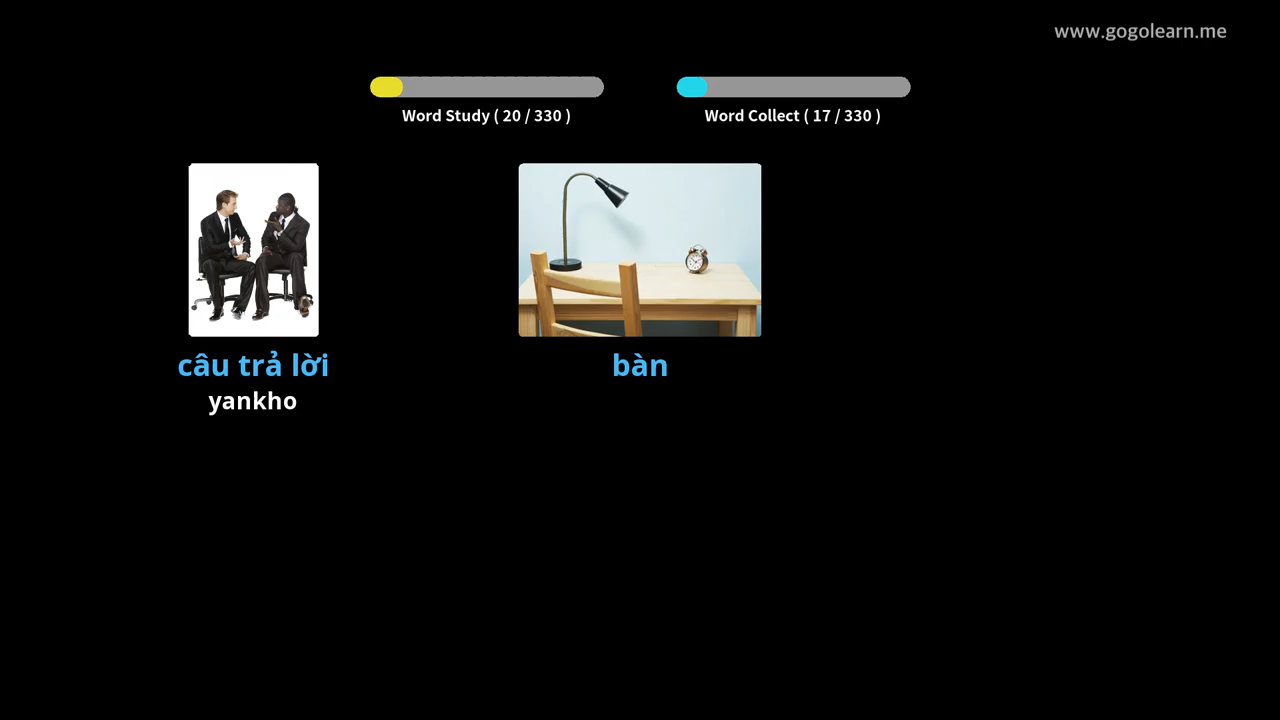 www.gogolearn.me
Word Study ( 20 / 330 )
Word Collect ( 17 / 330 )
câu trả lời
yankho
bàn